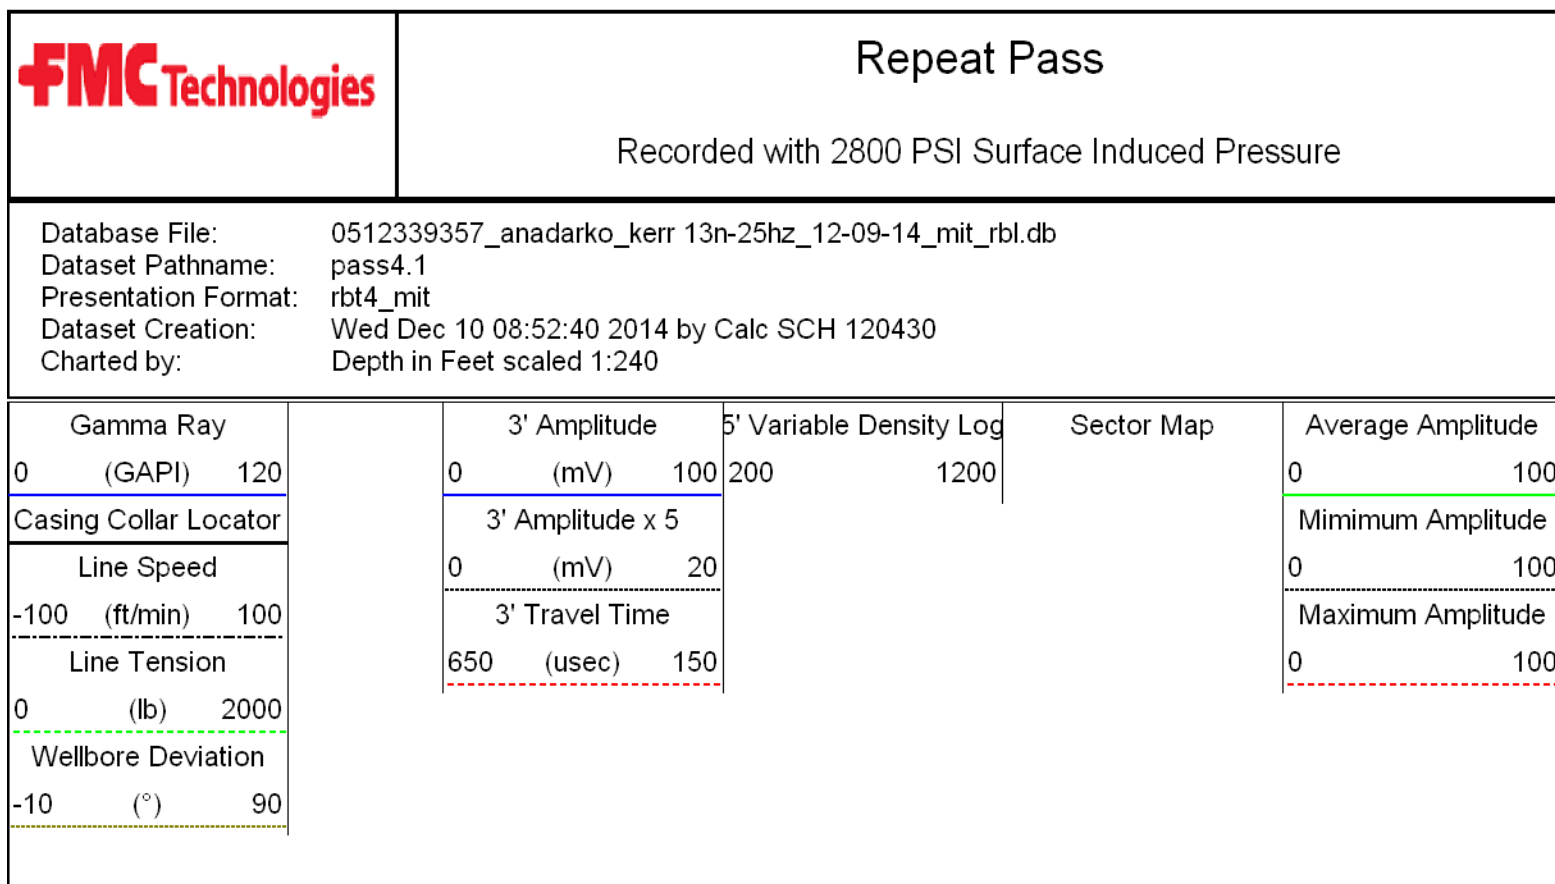 FMC Technologies
Repeat Pass
Recorded with 2800 PSI Surface Induced Pressure
Database File: 0512339357_anadarko_kerr 13n-25hz_12-09-14_mit_rbl.db
Dataset Pathname: pass4.1
Presentation Format: rbt4_mit
Dataset Creation: Wed Dec 10 08:52:40 2014 by Calc SCH 120430
Charted by: Depth in Feet scaled 1:240
Gamma Ray
0 (GAPI) 120
Casing Collar Locator
Line Speed
-100 (ft/min) 100
Line Tension
0 (lb) 2000
Wellbore Deviation
-10 (°) 90
3' Amplitude
0 (mV) 100
3' Amplitude x 5
0 (mV) 20
3' Travel Time
650 (usec) 150
5' Variable Density Log
200 1200
Sector Map
Average Amplitude
0 100
Mimimum Amplitude
0 100
Maximum Amplitude
0 100